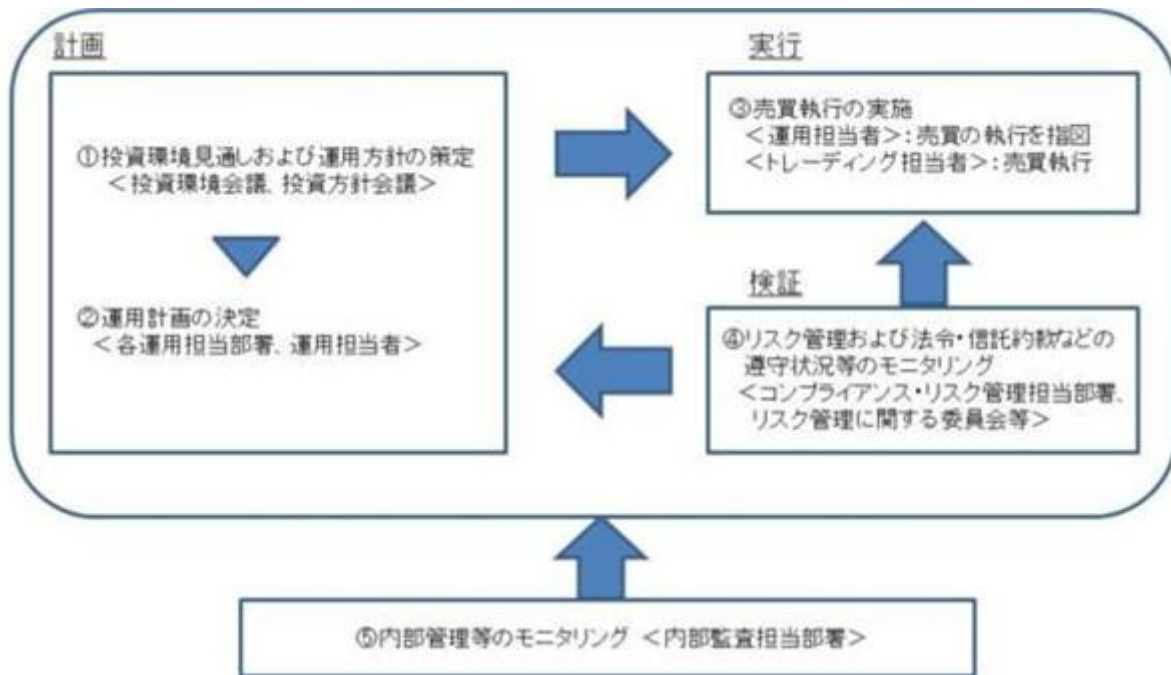 計画
①投資環境見通しおよび運用方針の策定
＜投資環境会議、投資方針会議＞
②運用計画の決定
＜各運用担当部署、運用担当者＞
実行
③売買執行の実施
＜運用担当者＞：売買の執行を指図
＜トレーディング担当者＞：売買執行
検証
④リスク管理および法令・信託約款などの
遵守状況等のモニタリング
＜コンプライアンス・リスク管理担当部署、
リスク管理に関する委員会等＞
⑤内部管理等のモニタリング ＜内部監査担当部署＞